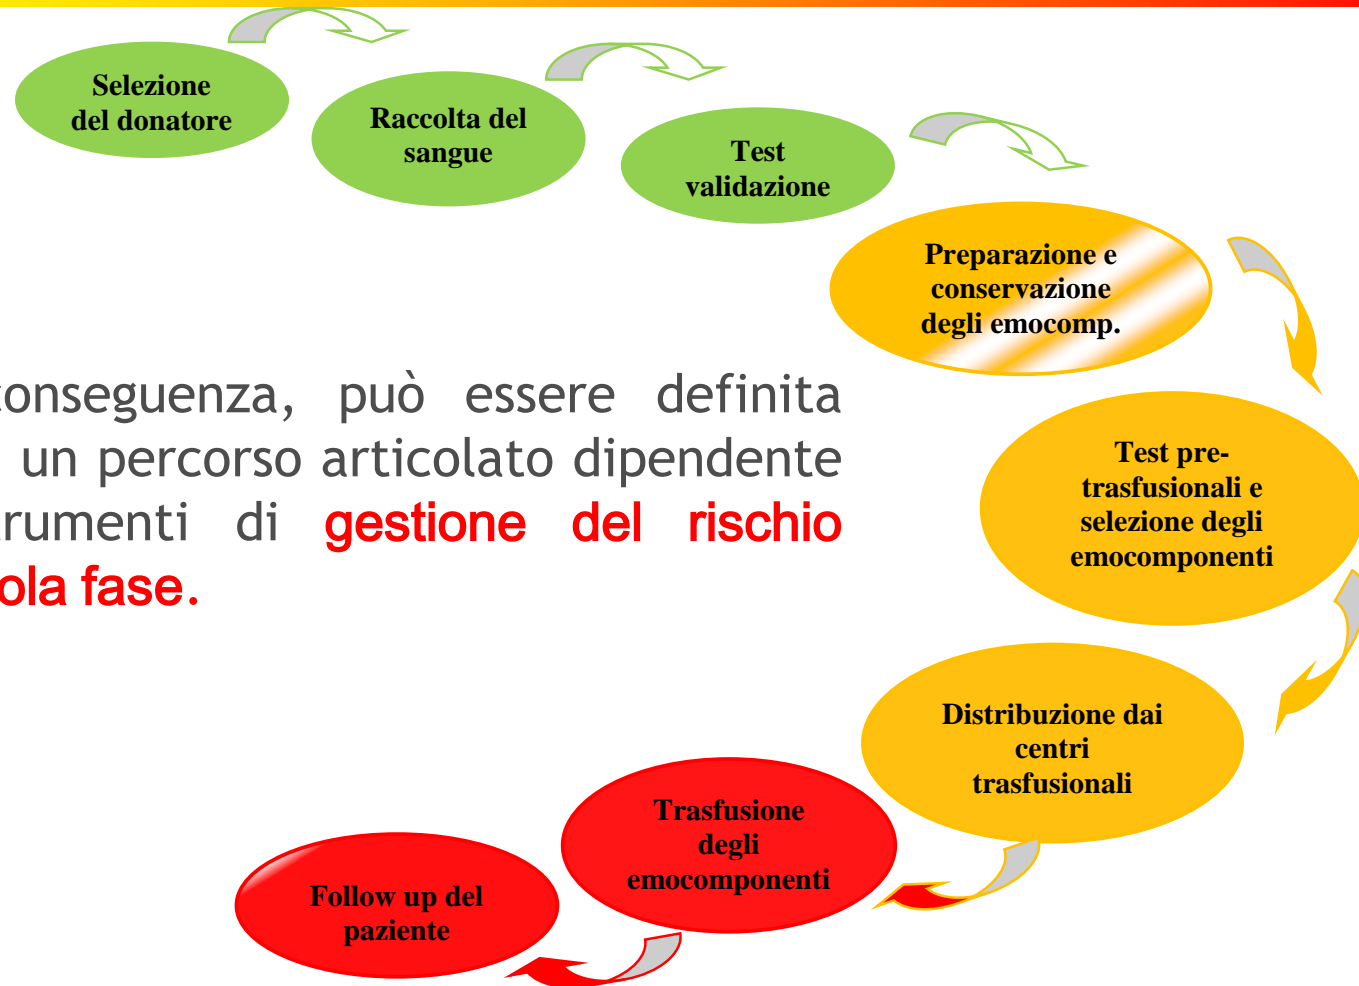 Selezione
del donatore
Raccolta del
sangue
Test
validazione
Preparazione e
conservazione
degli emocomp.
conseguenza, può essere definita
un percorso articolato dipendente
di gestione del rischio
fase.
Test pre-
trasfusionali e
selezione degli
emocomponenti
Distribuzione dai
centri
trasfusionali
Trasfusione
degli
emocomponenti
Follow up del
paziente